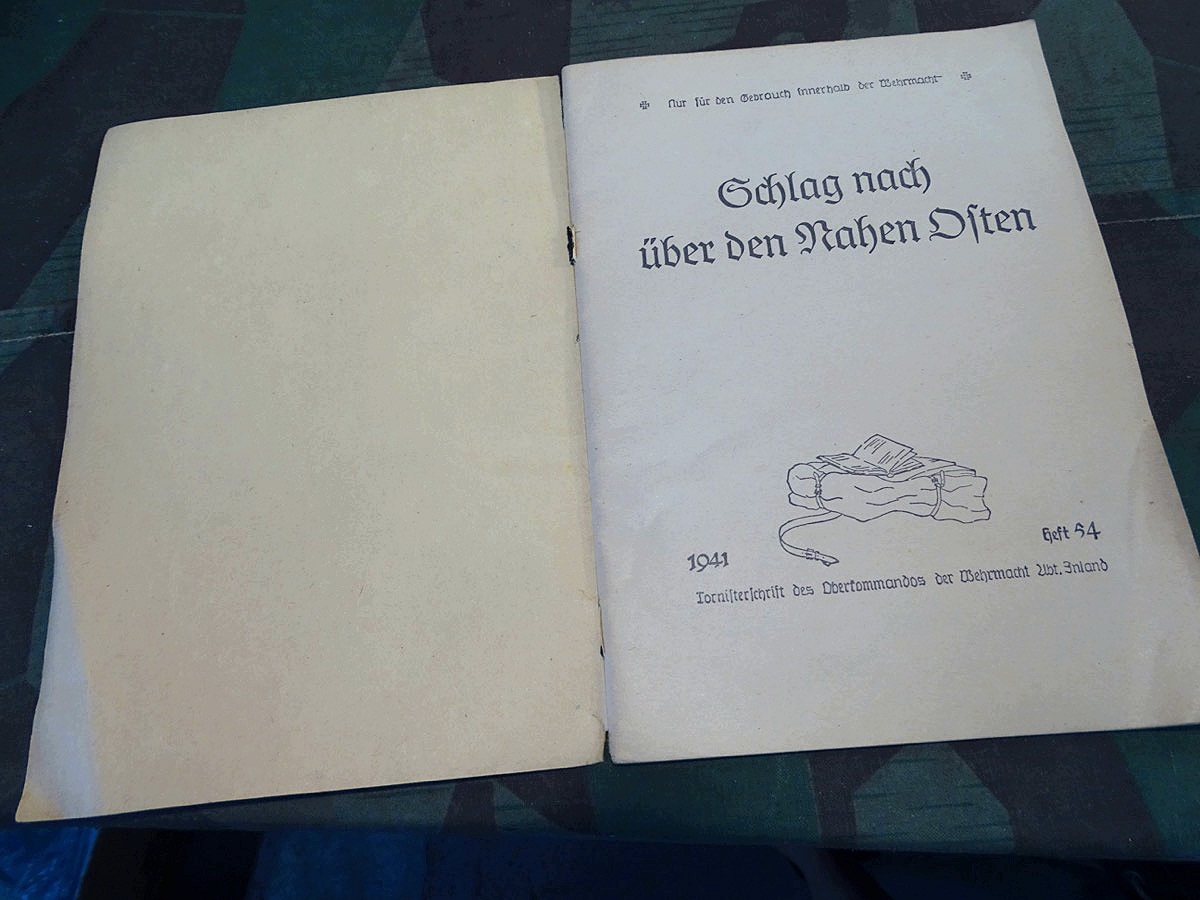 Nur für den Gebrauch innerhalb der Wehrmacht
Schlag nach
über den Nahen Osten
1941
Heft 54
Tornisterschrift des Oberkommandos der Wehrmacht Abt. Inland